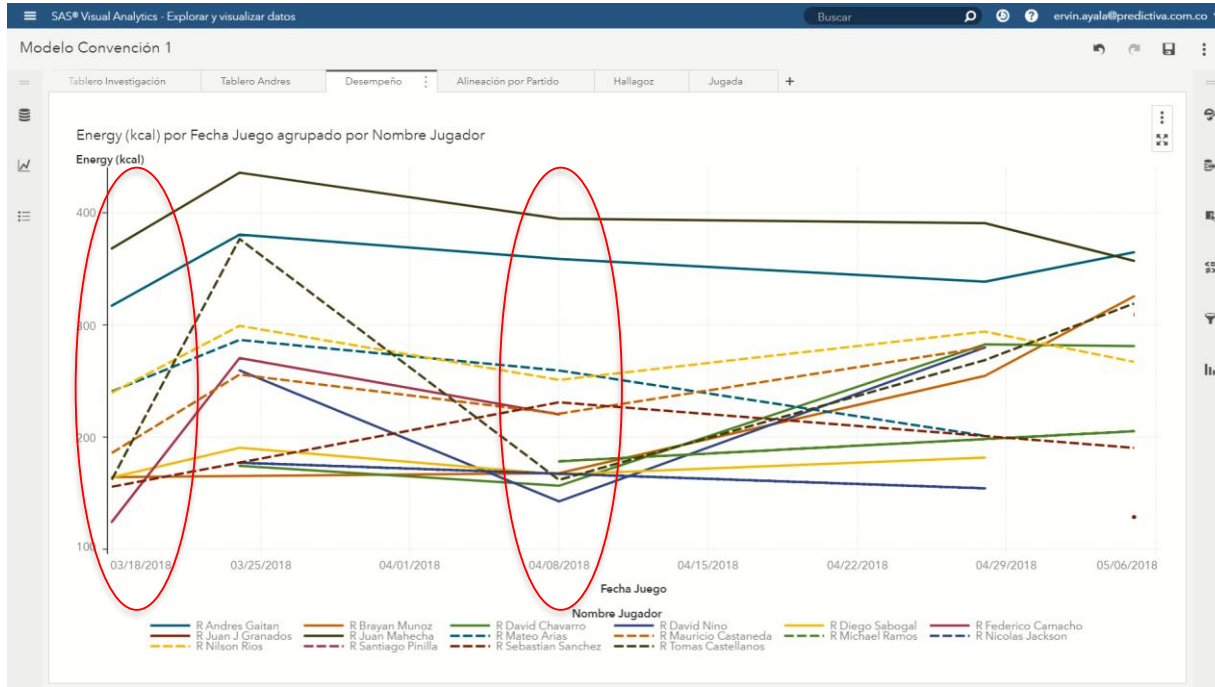 SAS® Visual Analytics - Explorar y visualizar datos
Buscar
ervin.ayala@predictiva.com.co
Modelo Convención 1
Tablero Investigación
Tablero Andres
Desempeño
Alineación por Partido
Hallagoz
Jugada
+
Energy (kcal) por Fecha Juego agrupado por Nombre Jugador
Energy (kcal)
400
300
200
100
03/18/2018 03/25/2018 04/01/2018 04/08/2018 04/15/2018 04/22/2018 04/29/2018 05/06/2018
Fecha Juego
Nombre Jugador
R Andres Gaitan R Brayan Munoz R David Chavarro R David Nino R Diego Sabogal R Federico Camacho
R Juan J Granados R Juan Mahecha R Mateo Arias R Mauricio Castaneda R Michael Ramos R Nicolas Jackson
R Nilson Rios R Santiago Pinilla R Sebastian Sanchez R Tomas Castellanos